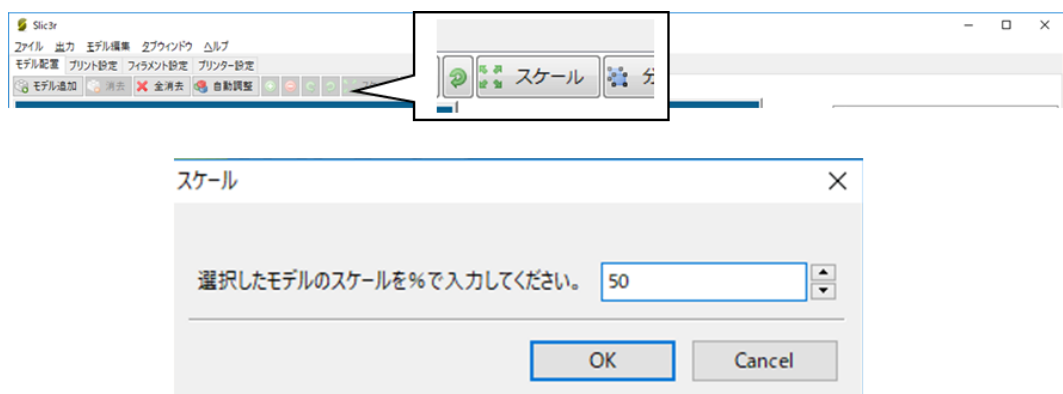 Slic3r
ファイル 出力 モデル編集 タブウィンドウ ヘルプ
モデル配置 プリント設定 フィラメント設定 プリンター設定
モデル追加 消去 全消去 自動調整
スケール
スケール
選択したモデルのスケールを%で入力してください。 50
OK Cancel